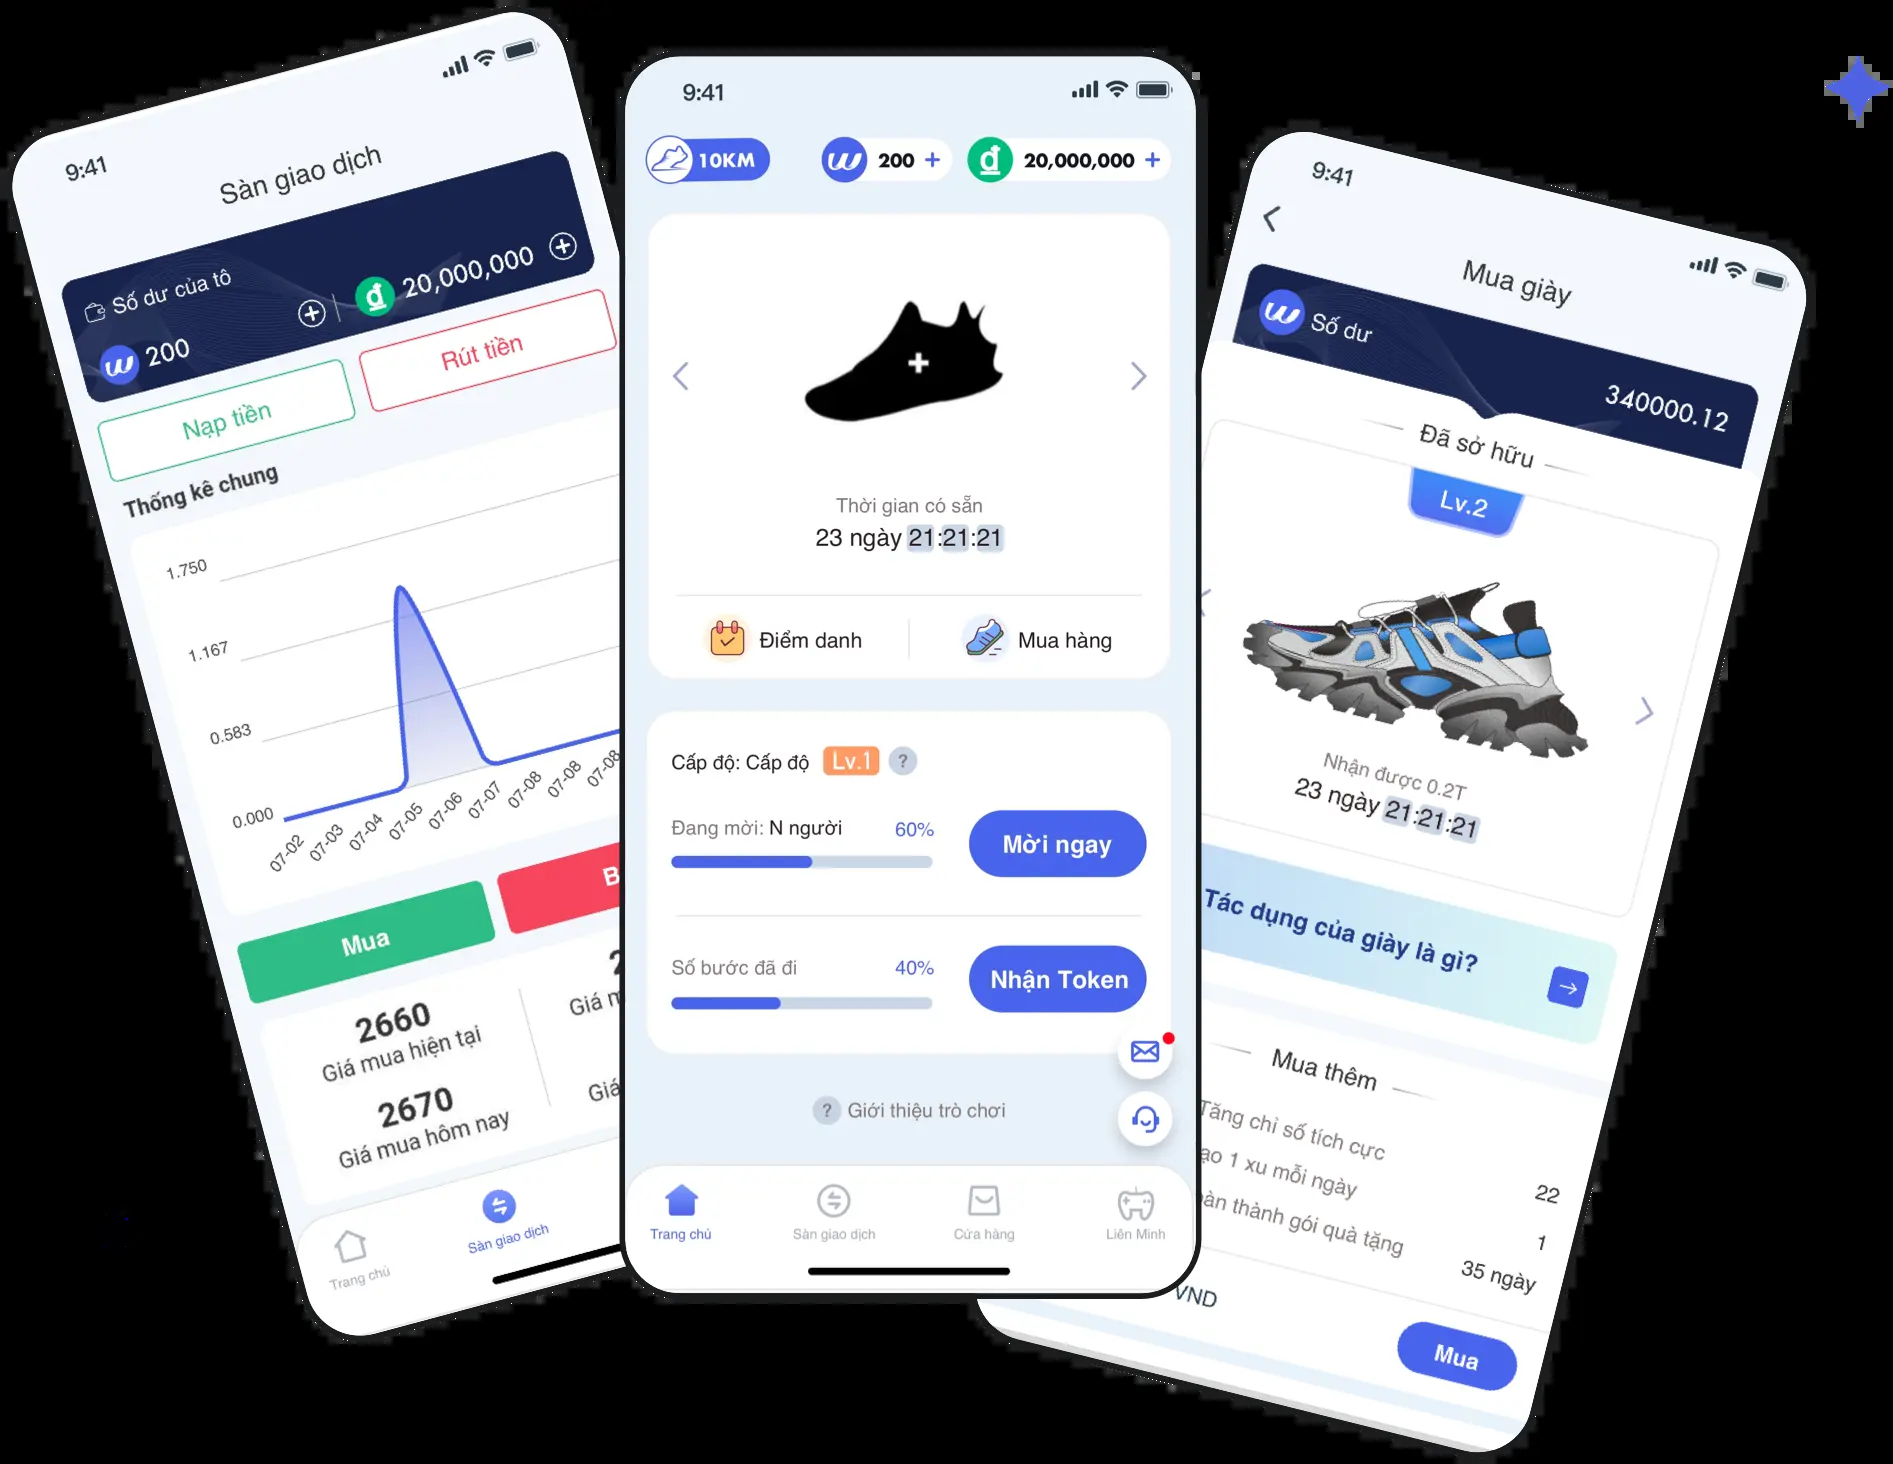 9:41
Sàn giao dịch
Số dư của tô
200
20,000,000
Nạp tiền
Rút tiền
Thống kê chung
1.750
1.167
0.583
0.000
07-02
07-03
07-04
07-05
07-06
07-07
07-08
07-08
07-08
Mua
2660
Giá mua hiện tại
2670
Giá mua hôm nay
Giá
Trang chủ
Sàn giao dịch
9:41
10KM
200
20,000,000
Thời gian có sẵn
23 ngày 21:21:21
Điểm danh
Mua hàng
Cấp độ: Cấp độ Lv.1 ?
Đang mời: N người 60%
Mời ngay
Số bước đã đi 40%
Nhận Token
? Giới thiệu trò chơi
Trang chủ
Sàn giao dịch
Cửa hàng
Liên Minh
9:41
Mua giày
Số dư
340000.12
Đã sở hữu
Lv.2
Nhận được 0.2T
23 ngày 21:21:21
Tác dụng của giày là gì?
Mua thêm
Tăng chỉ số tích cực 22
ạo 1 xu mỗi ngày 1
àn thành gói quà tặng 35 ngày
VND
Mua